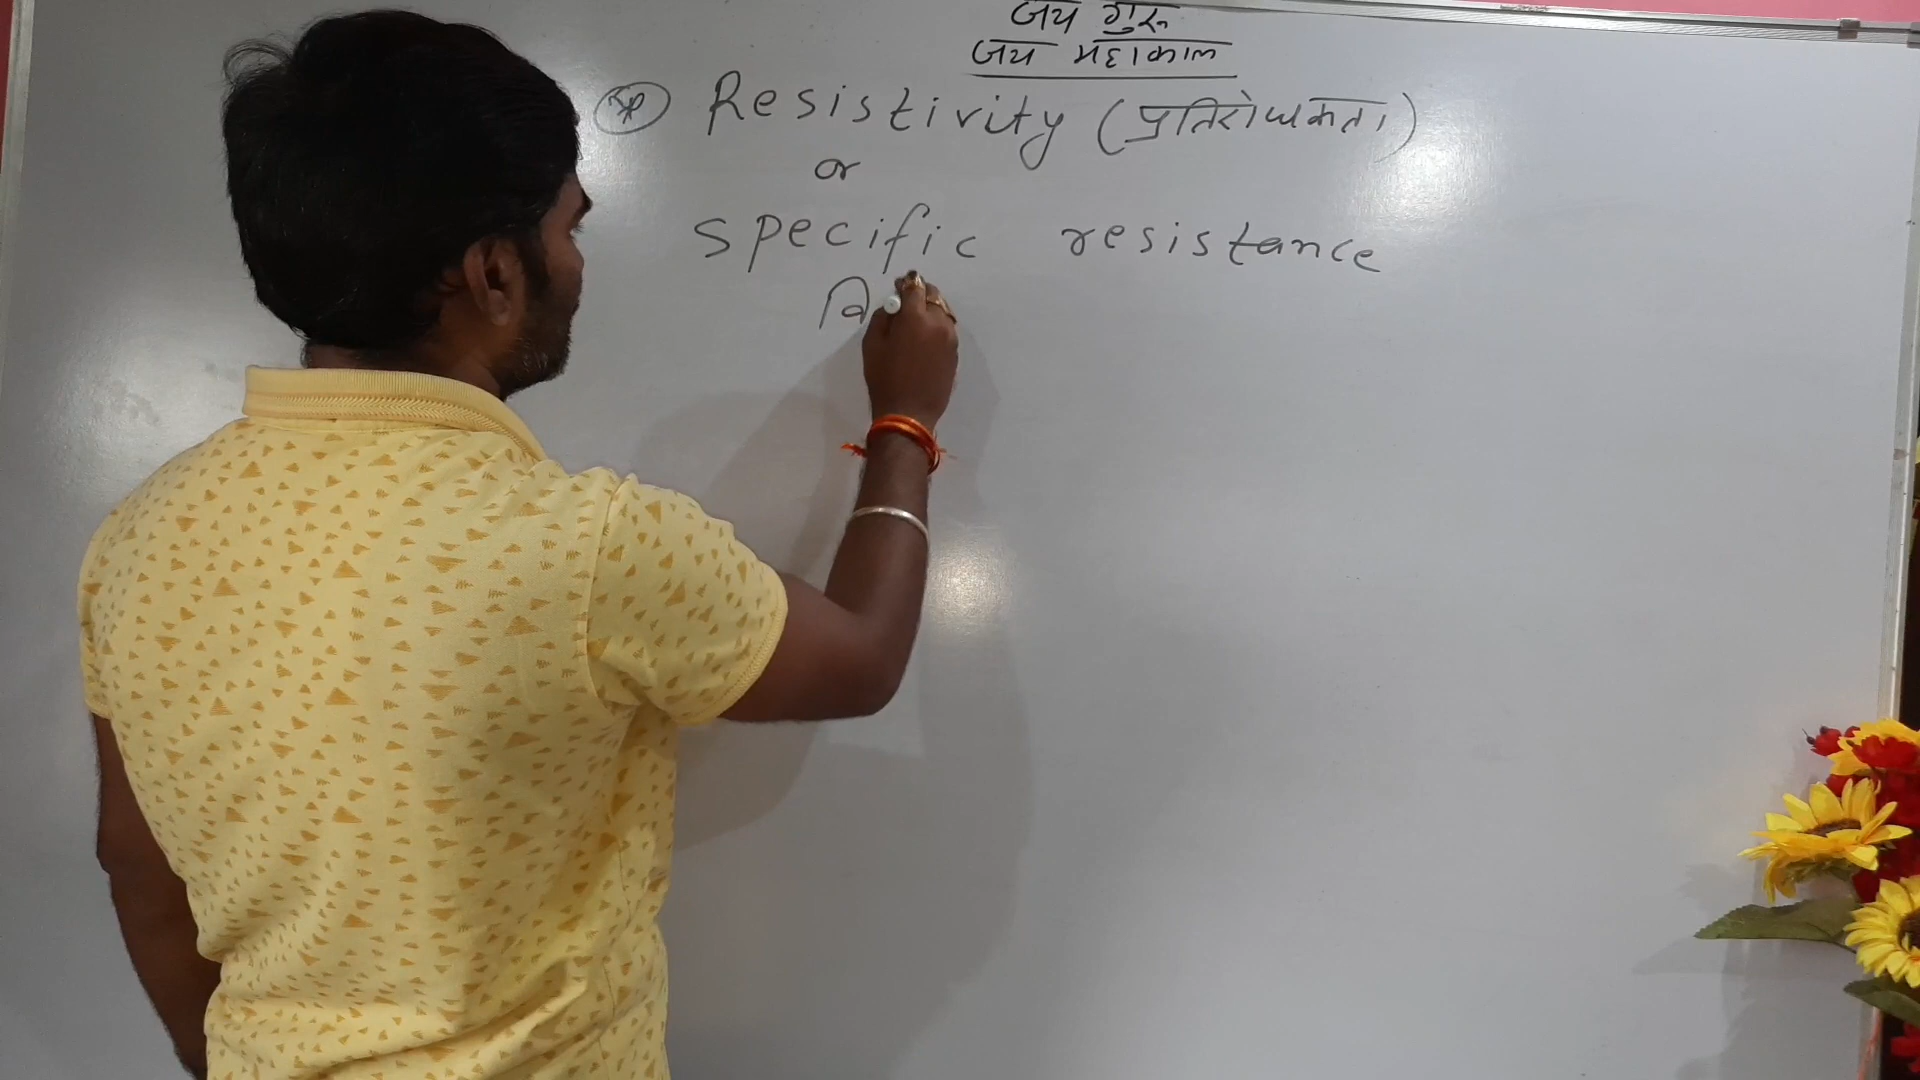 जय गुरु
जय महाकाल
Resistivity (प्रतिरोधकता)
or
specific resistance
वि